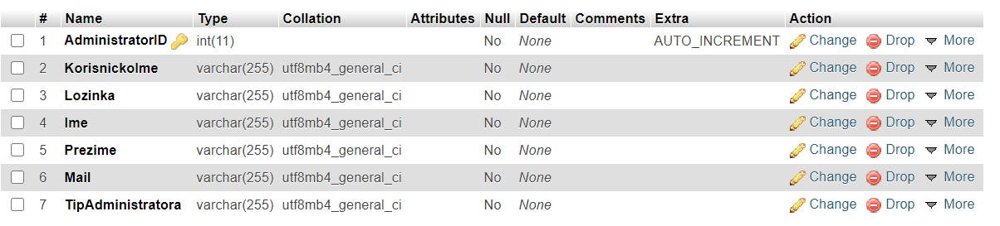 # Name Type Collation Attributes Null Default Comments Extra Action
1 AdministratorID int(11) No None AUTO_INCREMENT Change Drop More
2 KorisnickoIme varchar(255) utf8mb4_general_ci No None Change Drop More
3 Lozinka varchar(255) utf8mb4_general_ci No None Change Drop More
4 Ime varchar(255) utf8mb4_general_ci No None Change Drop More
5 Prezime varchar(255) utf8mb4_general_ci No None Change Drop More
6 Mail varchar(255) utf8mb4_general_ci No None Change Drop More
7 TipAdministratora varchar(255) utf8mb4_general_ci No None Change Drop More